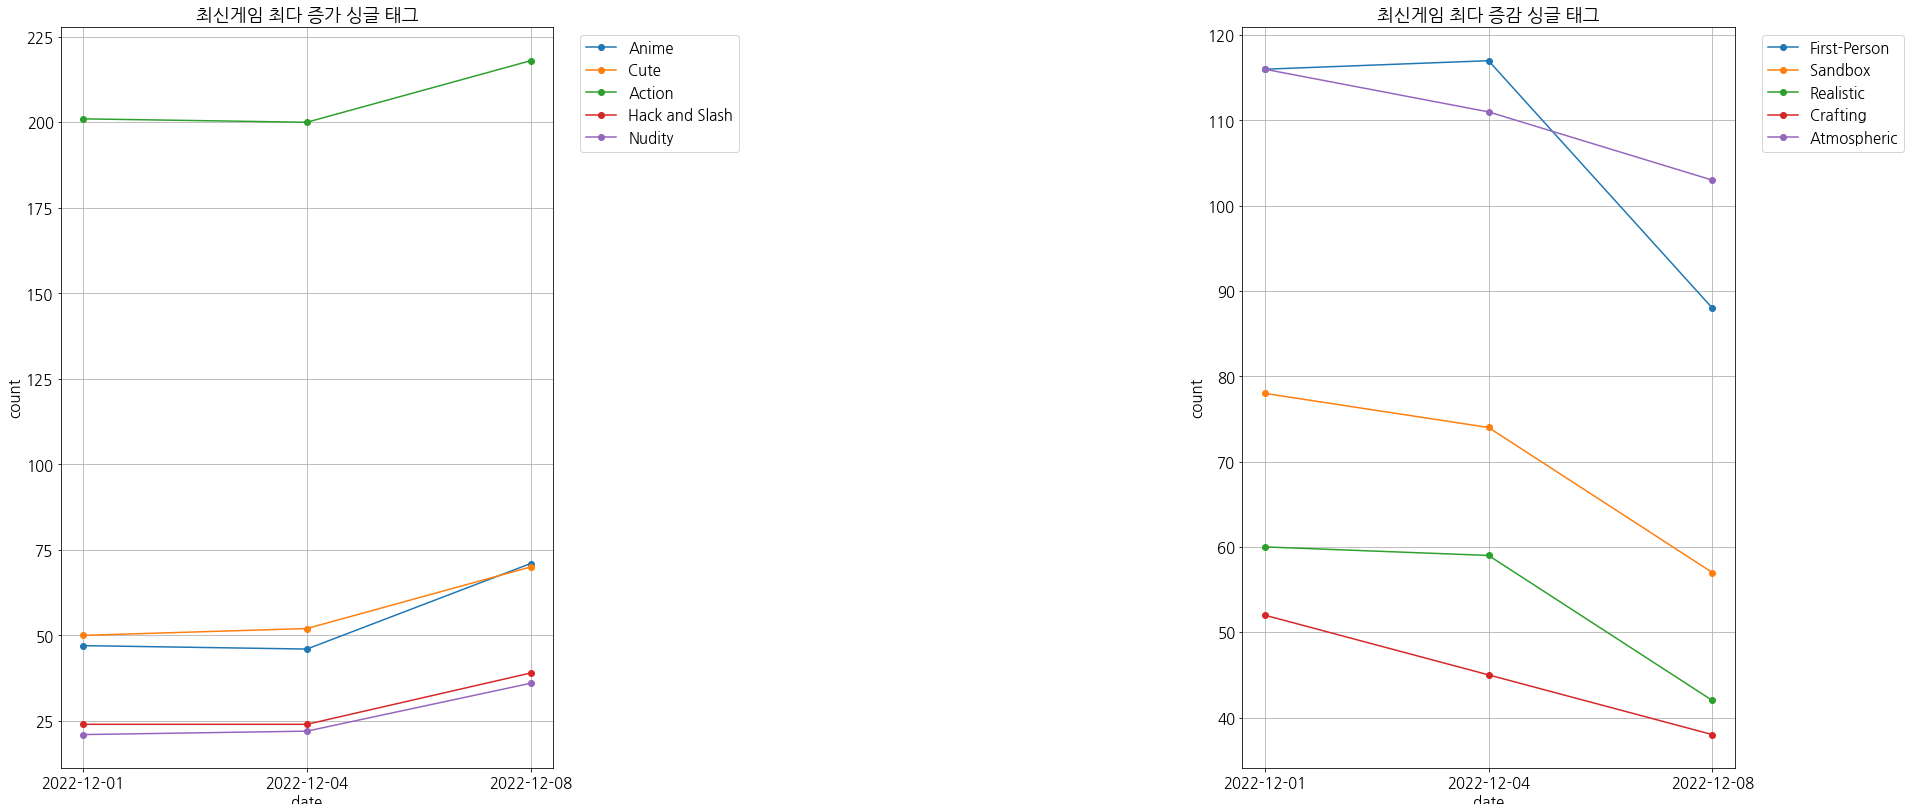 최신게임 최다 증가 싱글 태그
225
200
175
150
125
100
75
50
25
count
2022-12-01
2022-12-04
2022-12-08
date
Anime
Cute
Action
Hack and Slash
Nudity
최신게임 최다 증감 싱글 태그
120
110
100
90
80
70
60
50
40
count
2022-12-01
2022-12-04
2022-12-08
date
First-Person
Sandbox
Realistic
Crafting
Atmospheric